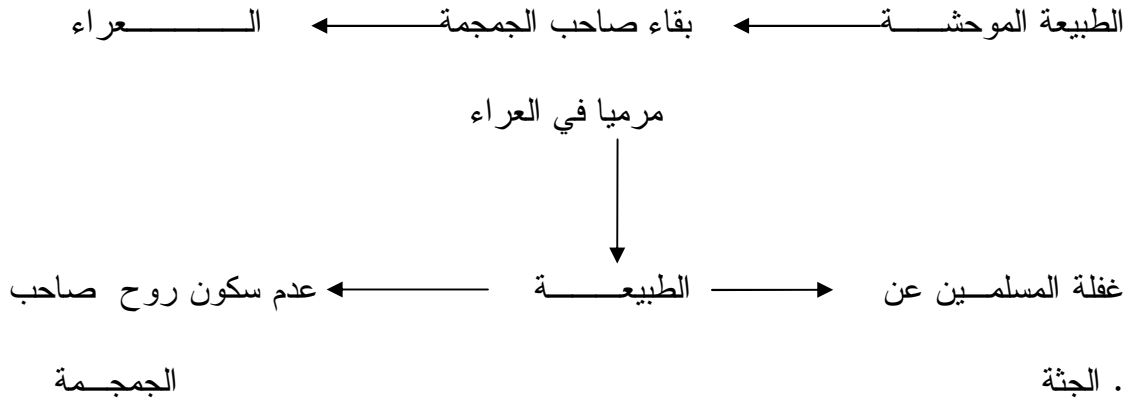 الطبيعة الموحشة بقاء صاحب الجمجمة العراء
مرميا في العراء
غفلة المسلمين عن الطبيعة عدم سكون روح صاحب
الجثة . الجمجمة